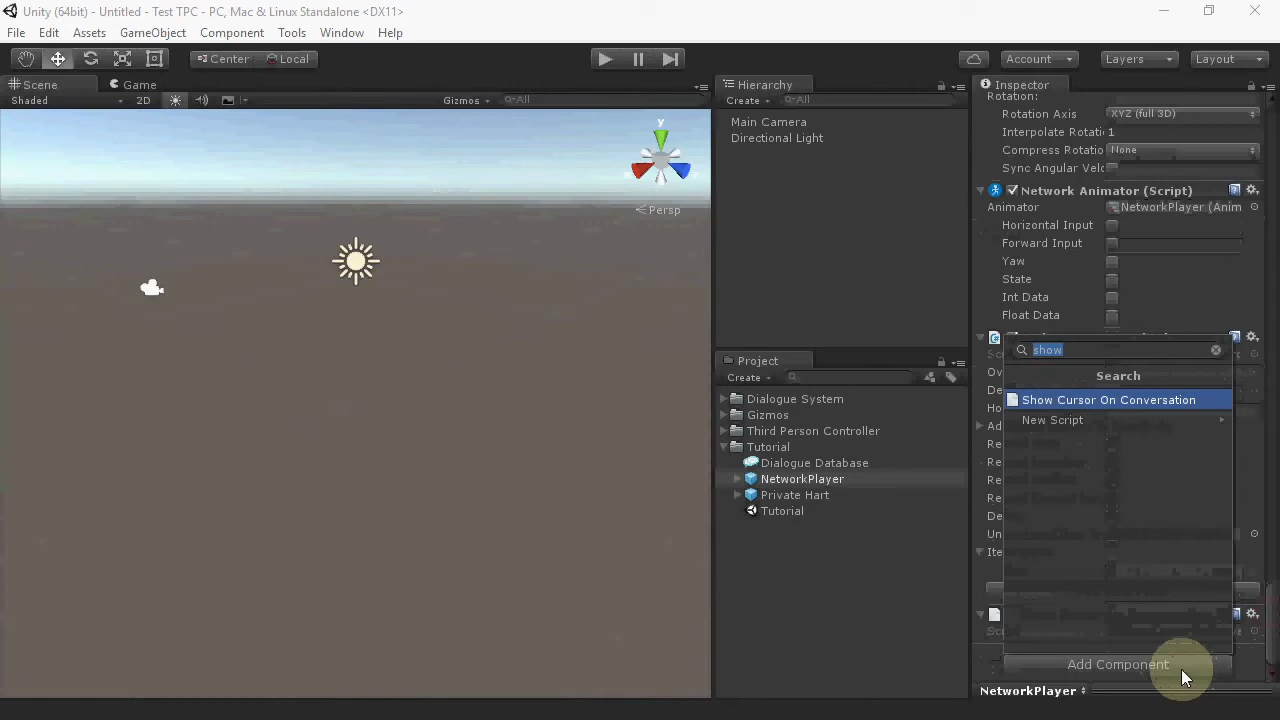 Unity (64bit) - Untitled - Test TPC - PC, Mac & Linux Standalone <DX11>
File Edit Assets GameObject Component Tools Window Help
Center Local Account Layers Layout
Scene Game
Shaded 2D Gizmos All
y
Persp
Hierarchy
Create All
Main Camera
Directional Light
Project
Create
Dialogue System
Gizmos
Third Person Controller
Tutorial
Dialogue Database
NetworkPlayer
Private Hart
Tutorial
Inspector
Rotation:
Rotation Axis XYZ (full 3D)
Interpolate Rotati 1
Compress Rotatio None
Sync Angular Velc
Network Animator (Script)
Animator NetworkPlayer (Anim
Horizontal Input
Forward Input
Yaw
State
Int Data
Float Data
show
Search
Show Cursor On Conversation
New Script
Add Component
NetworkPlayer